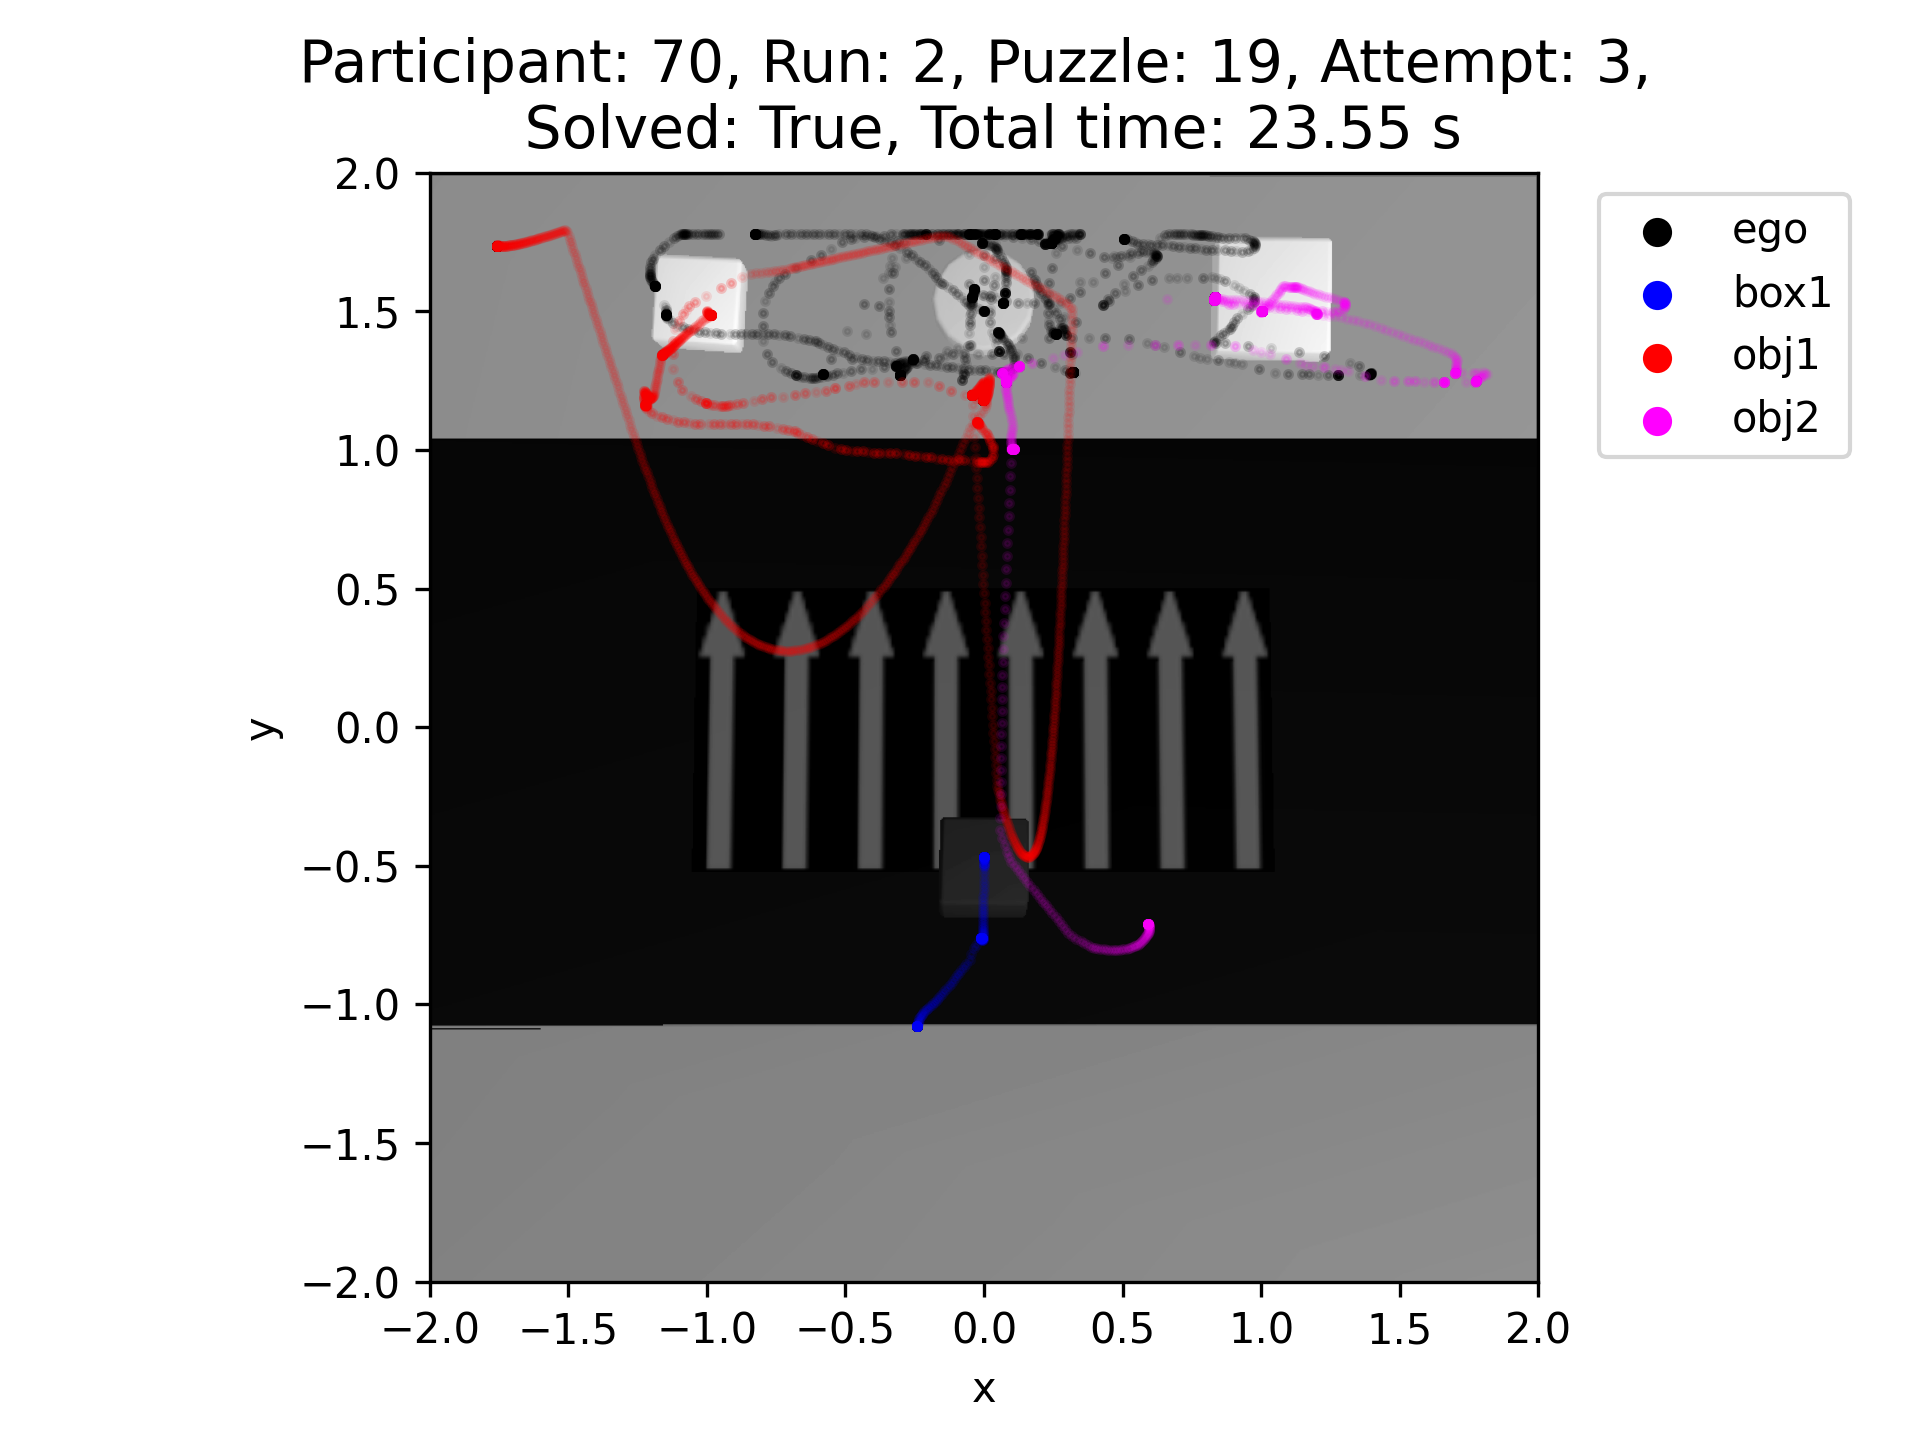 Participant: 70, Run: 2, Puzzle: 19, Attempt: 3,
Solved: True, Total time: 23.55 s
ego
box1
obj1
obj2
2.0
1.5
1.0
0.5
0.0
−0.5
−1.0
−1.5
−2.0
y
−2.0 −1.5 −1.0 −0.5 0.0 0.5 1.0 1.5 2.0
x